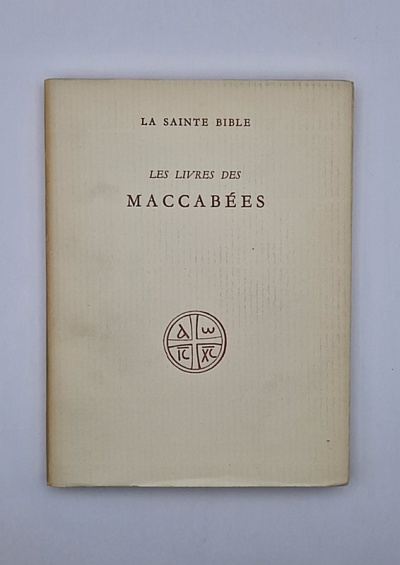 LA SAINTE BIBLE
LES LIVRES DES
MACCABÉES
Α ω
IC XC